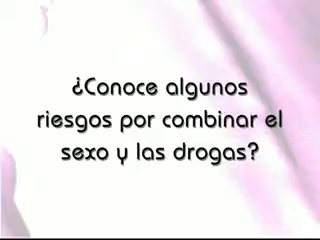 ¿Conoce algunos
riesgos por combinar el
sexo y las drogas?